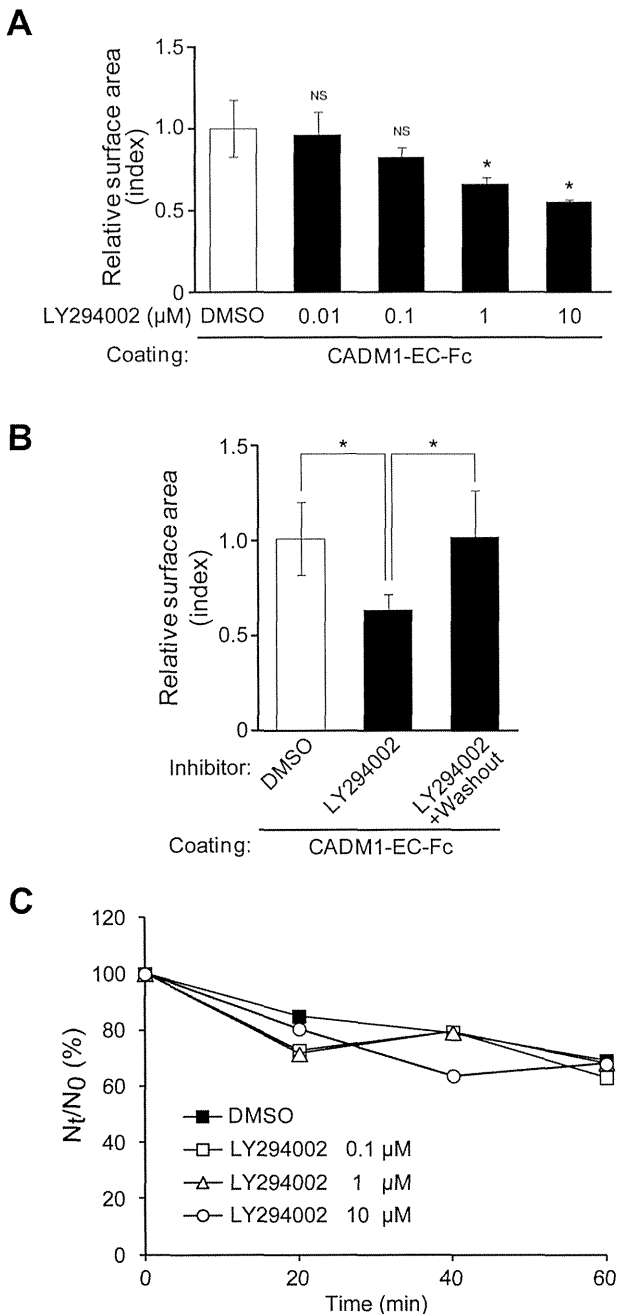 A
Relative surface area
(index)
1.5
1.0
0.5
0
NS
NS
*
*
LY294002 (µM) DMSO 0.01 0.1 1 10
Coating: CADM1-EC-Fc
B
Relative surface area
(index)
1.5
1.0
0.5
0
*
*
Inhibitor: DMSO LY294002 LY294002
+Washout
Coating: CADM1-EC-Fc
C
Nt/N0 (%)
120
100
80
60
40
20
0
DMSO
LY294002 0.1 µM
LY294002 1 µM
LY294002 10 µM
0 20 40 60
Time (min)